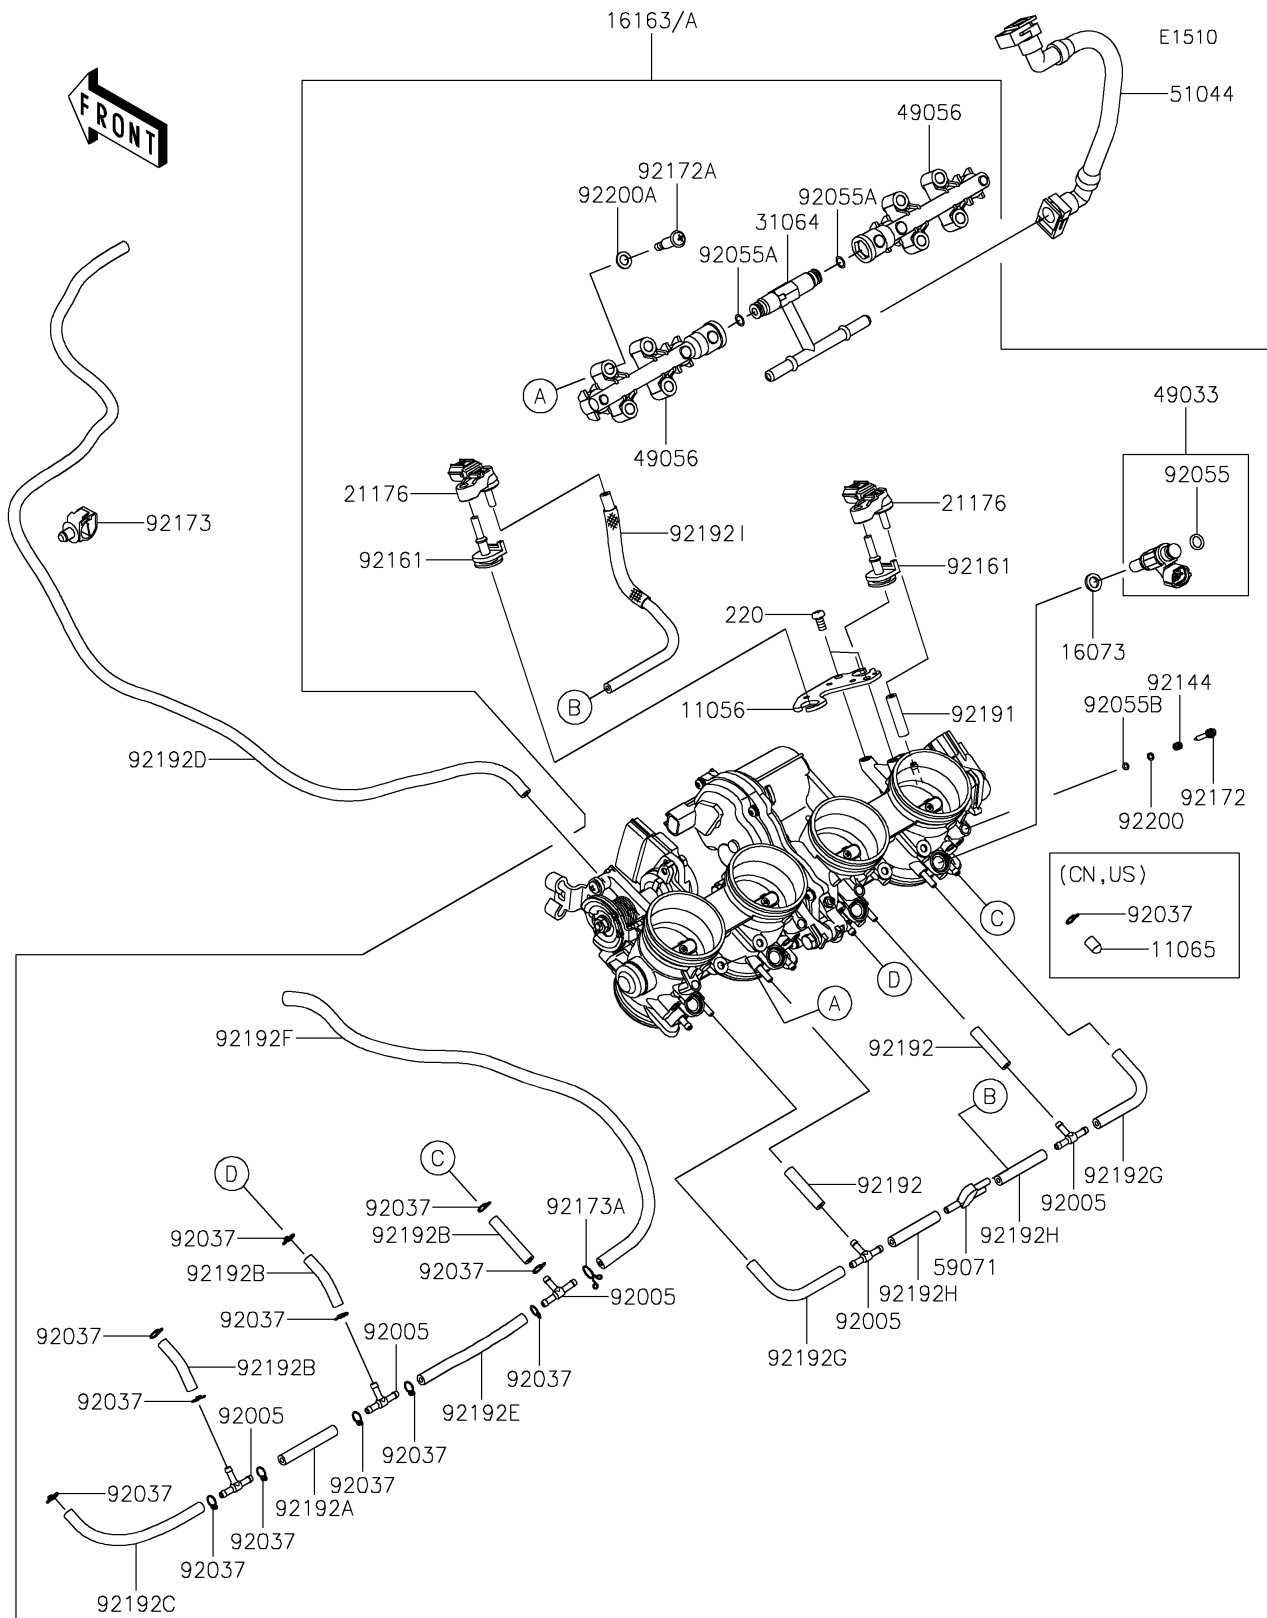 16163/A
E1510
FRONT
51044
49056
92172A
92200A
92055A
31064
92055A
A
49056
49033
92055
21176
21176
92173
92192I
92161
92161
220
16073
B
11056
92191
92144
92055B
92192D
92172
92200
(CN,US)
92037
11065
C
D
A
92192F
92192
B
C
D
92037
92173A
92192
92192G
92005
92037
92192B
92192H
92192B
92037
59071
92005
92192H
92037
92005
92005
92037
92192B
92192G
92037
92037
92192E
92005
92037
92037
92037
92192A
92037
92037
92192C